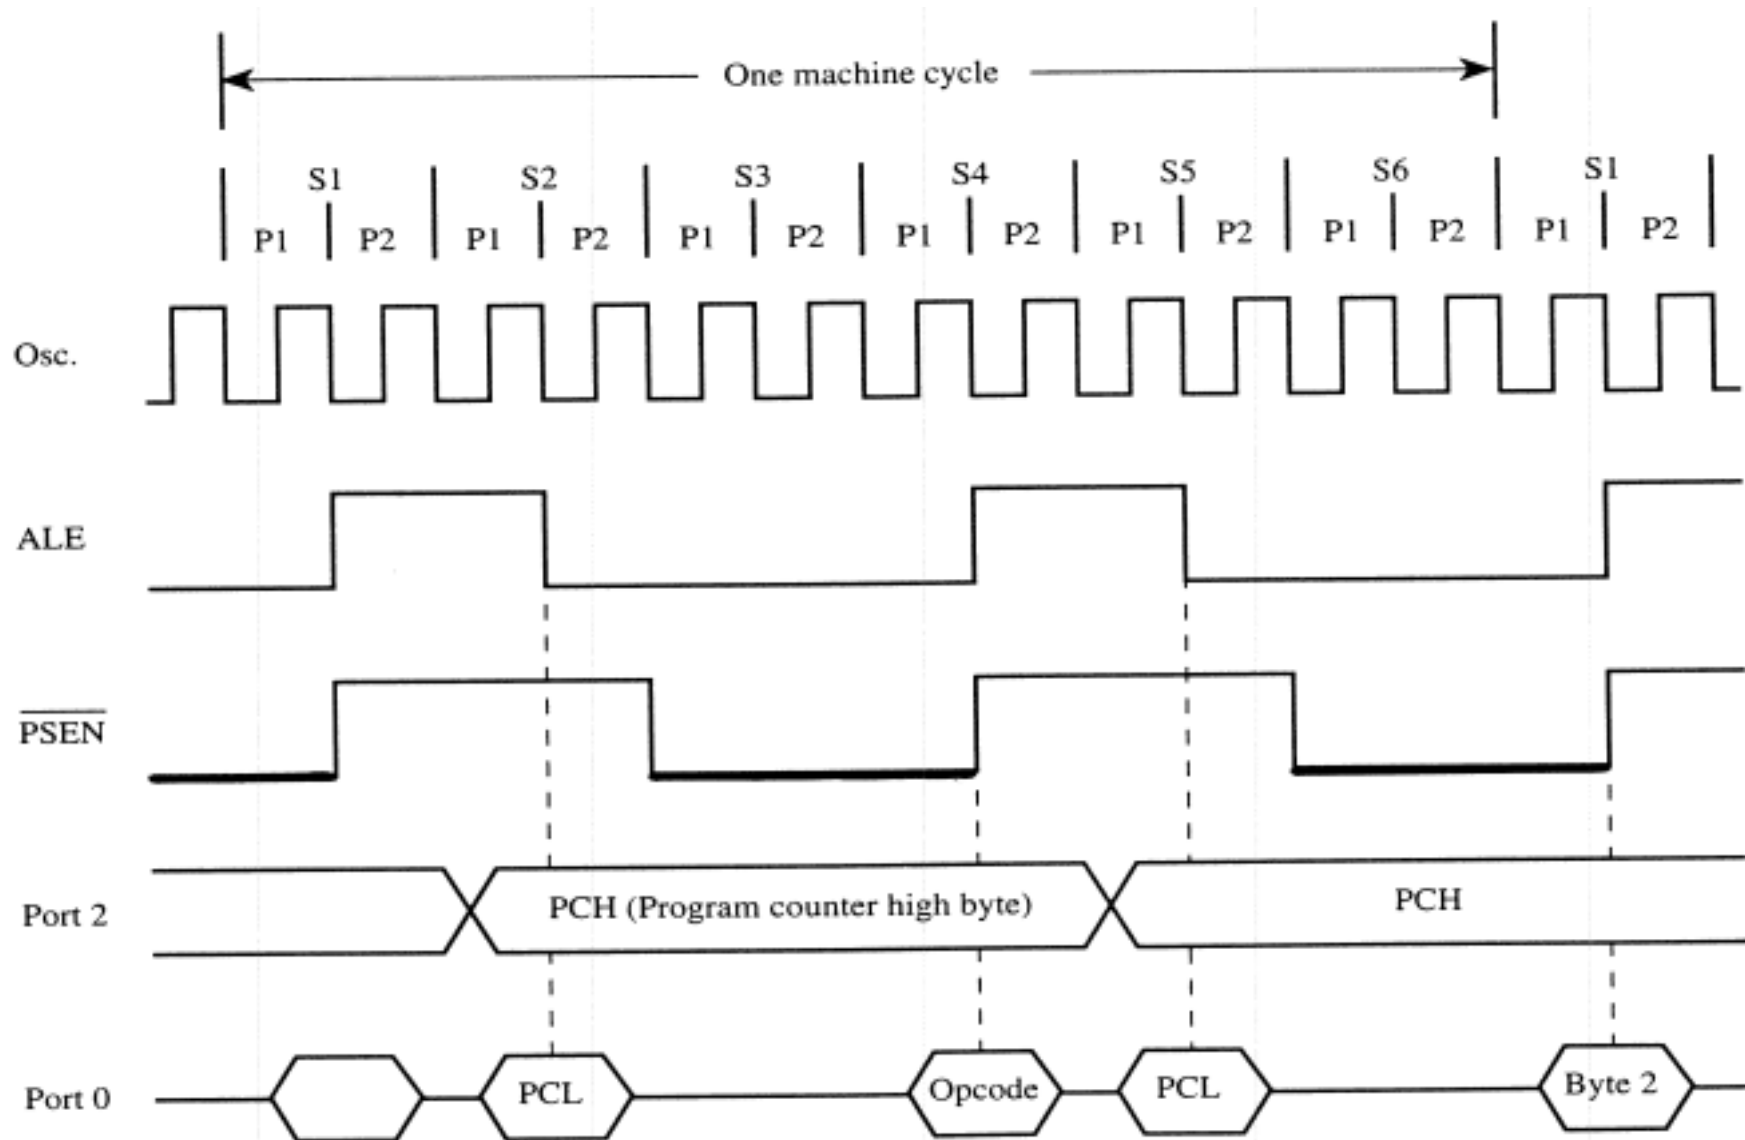 One machine cycle
S1 S2 S3 S4 S5 S6 S1
P1 P2 P1 P2 P1 P2 P1 P2 P1 P2 P1 P2 P1 P2
Osc.
ALE
PSEN
Port 2 PCH (Program counter high byte) PCH
Port 0 PCL Opcode PCL Byte 2